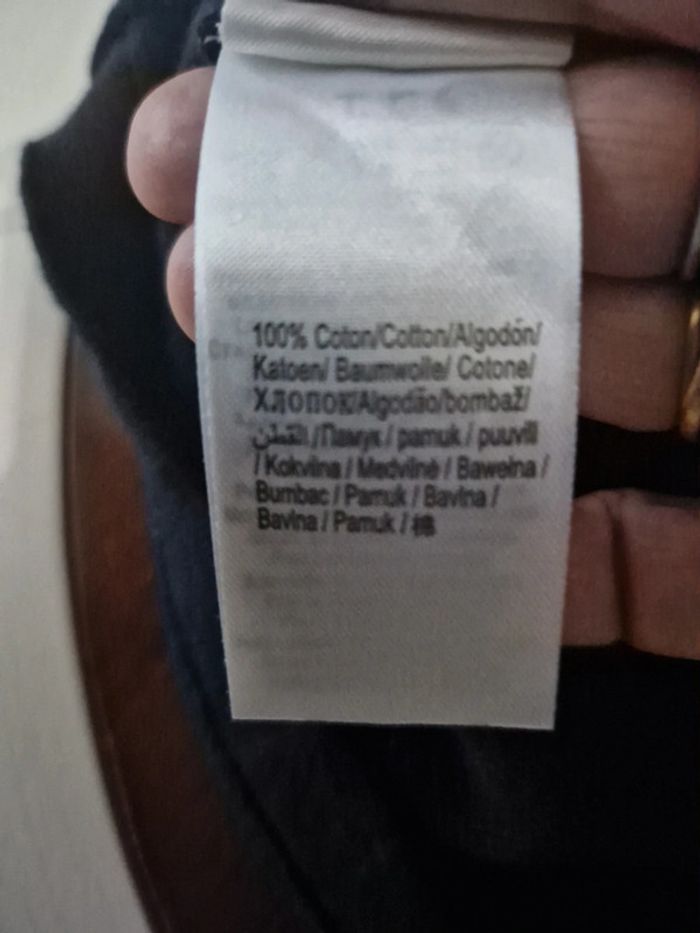 100% Coton/Cotton/Algodón/
Katoen/ Baumwolle/ Cotone/
Хлопок/Algodão/bombaž/
القطن /Памук / pamuk / puuvill
/ Kokvilna / Medvilnė / Bawełna /
Bumbac / Pamuk / Bavlna /
Bavlna / Pamuk / 棉